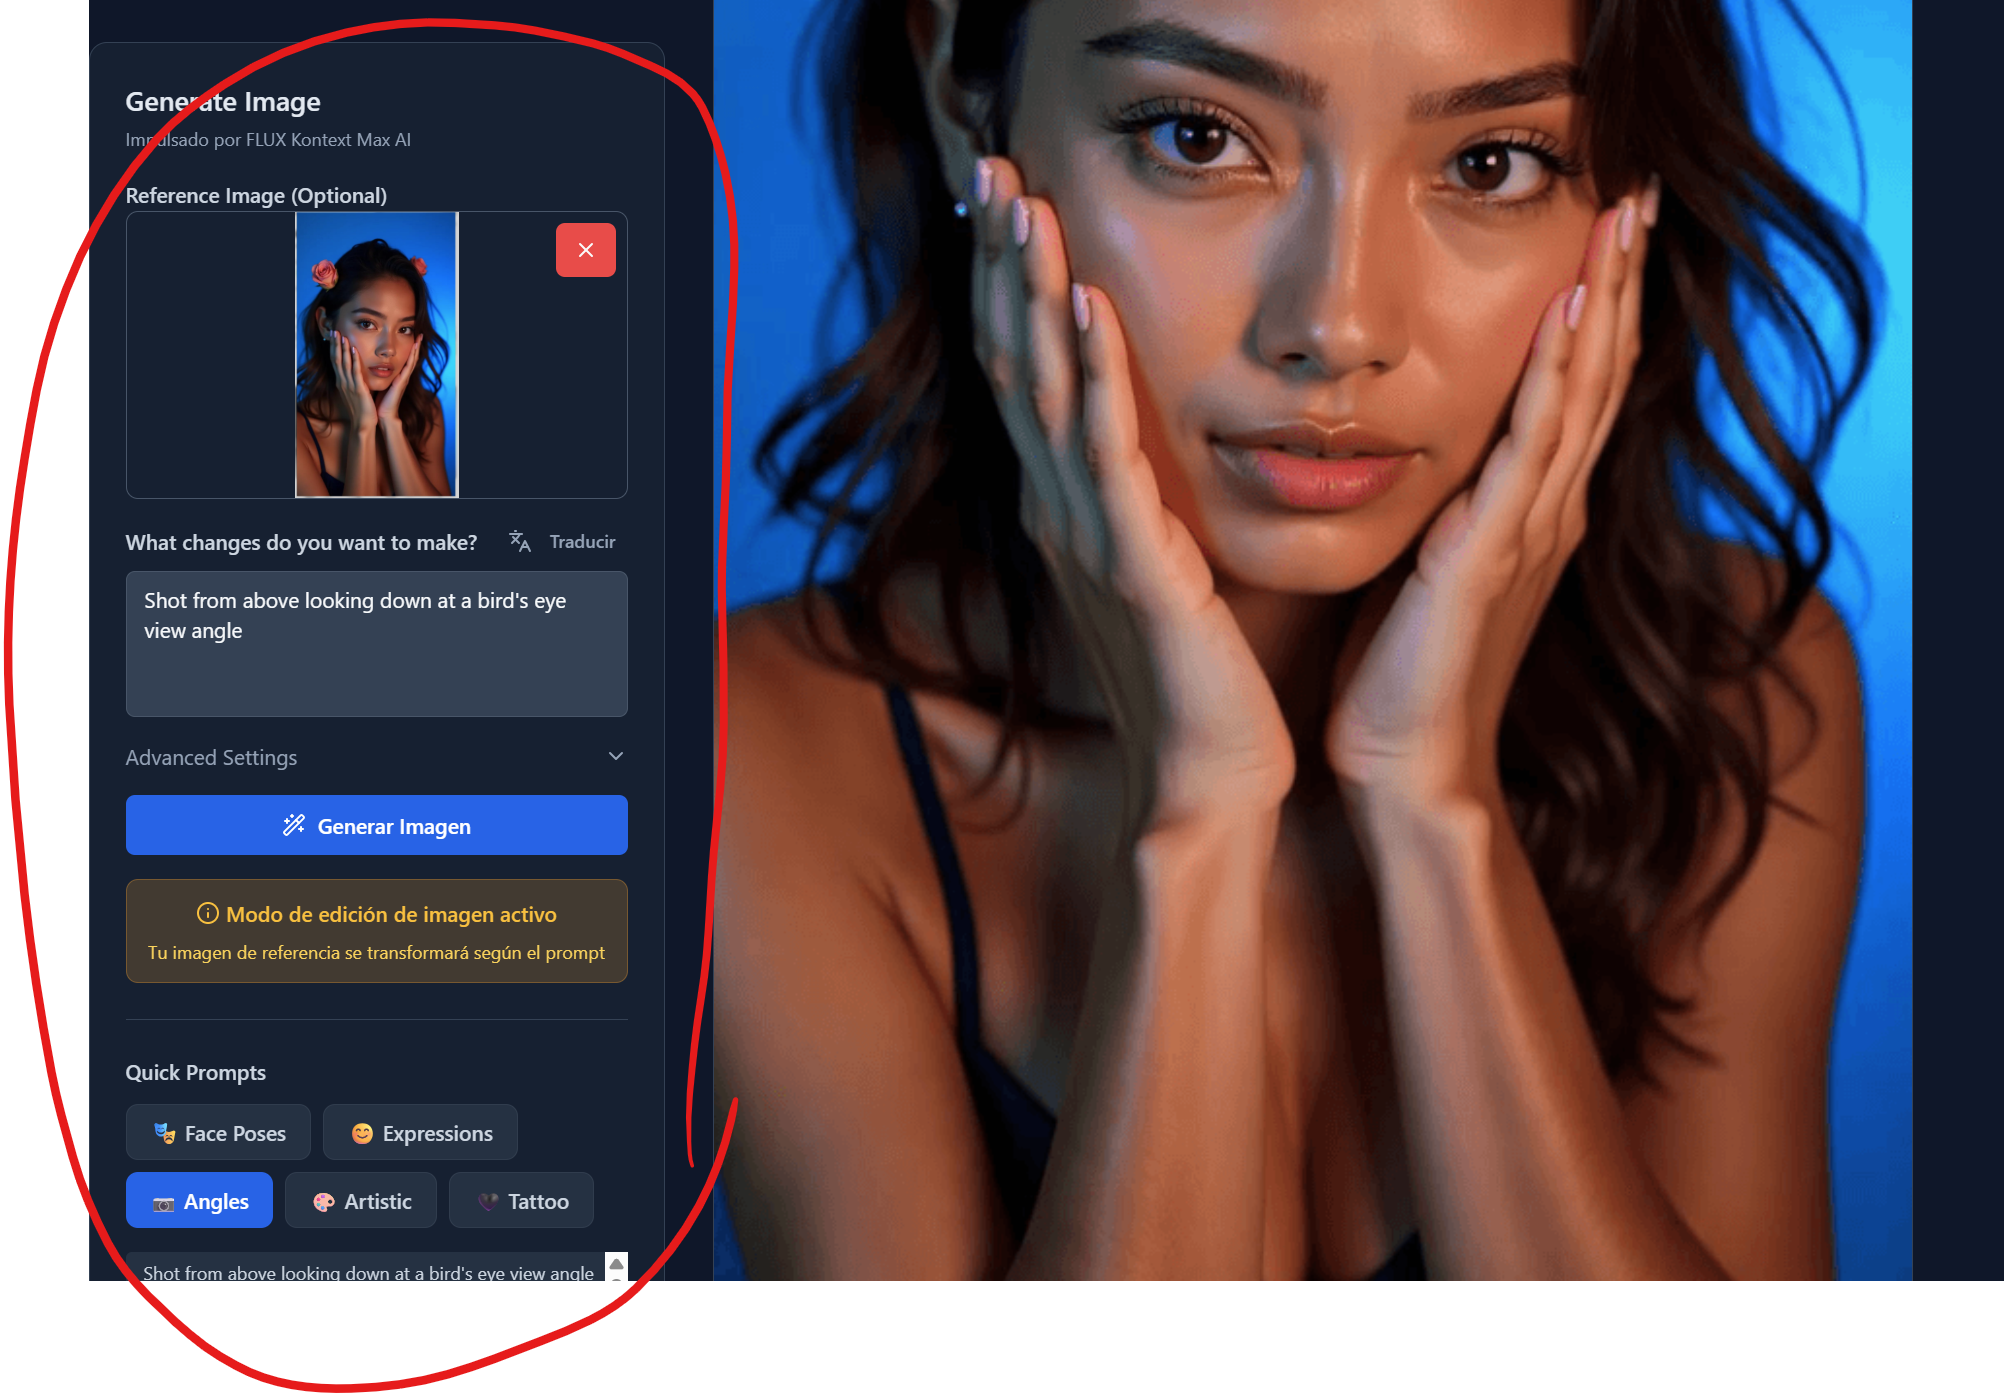 Generate Image
Impulsado por FLUX Kontext Max AI
Reference Image (Optional)
What changes do you want to make?
Traducir
Shot from above looking down at a bird's eye
view angle
Advanced Settings
Generar Imagen
Modo de edición de imagen activo
Tu imagen de referencia se transformará según el prompt
Quick Prompts
Face Poses
Expressions
Angles
Artistic
Tattoo
Shot from above looking down at a bird's eye view angle